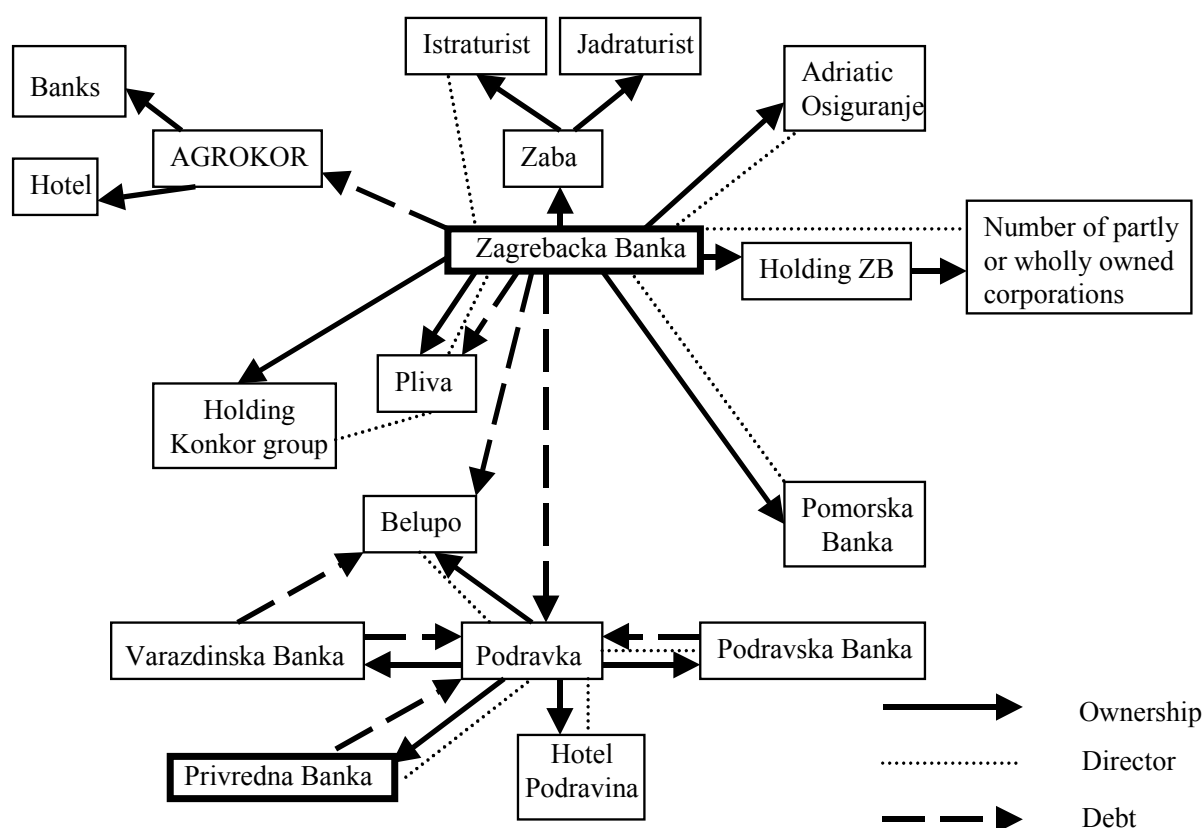 Istraturist
Jadraturist
Banks
Adriatic
Osiguranje
AGROKOR
Zaba
Hotel
Zagrebacka Banka
Holding ZB
Number of partly
or wholly owned
corporations
Pliva
Holding
Konkor group
Belupo
Pomorska
Banka
Varazdinska Banka
Podravka
Podravska Banka
Privredna Banka
Hotel
Podravina
Ownership
Director
Debt